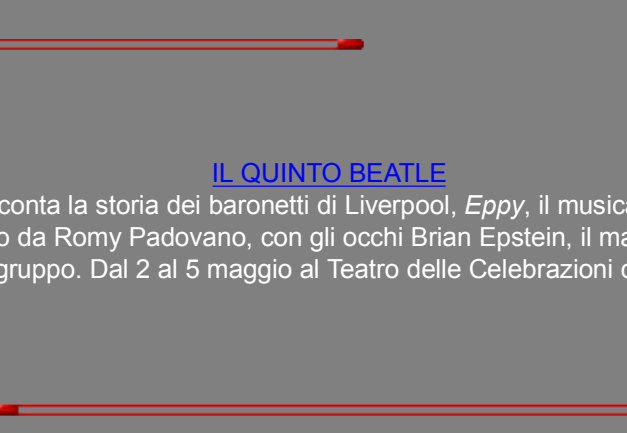 IL QUINTO BEATLE
conta la storia dei baronetti di Liverpool, Eppy, il music
o da Romy Padovano, con gli occhi Brian Epstein, il ma
gruppo. Dal 2 al 5 maggio al Teatro delle Celebrazioni